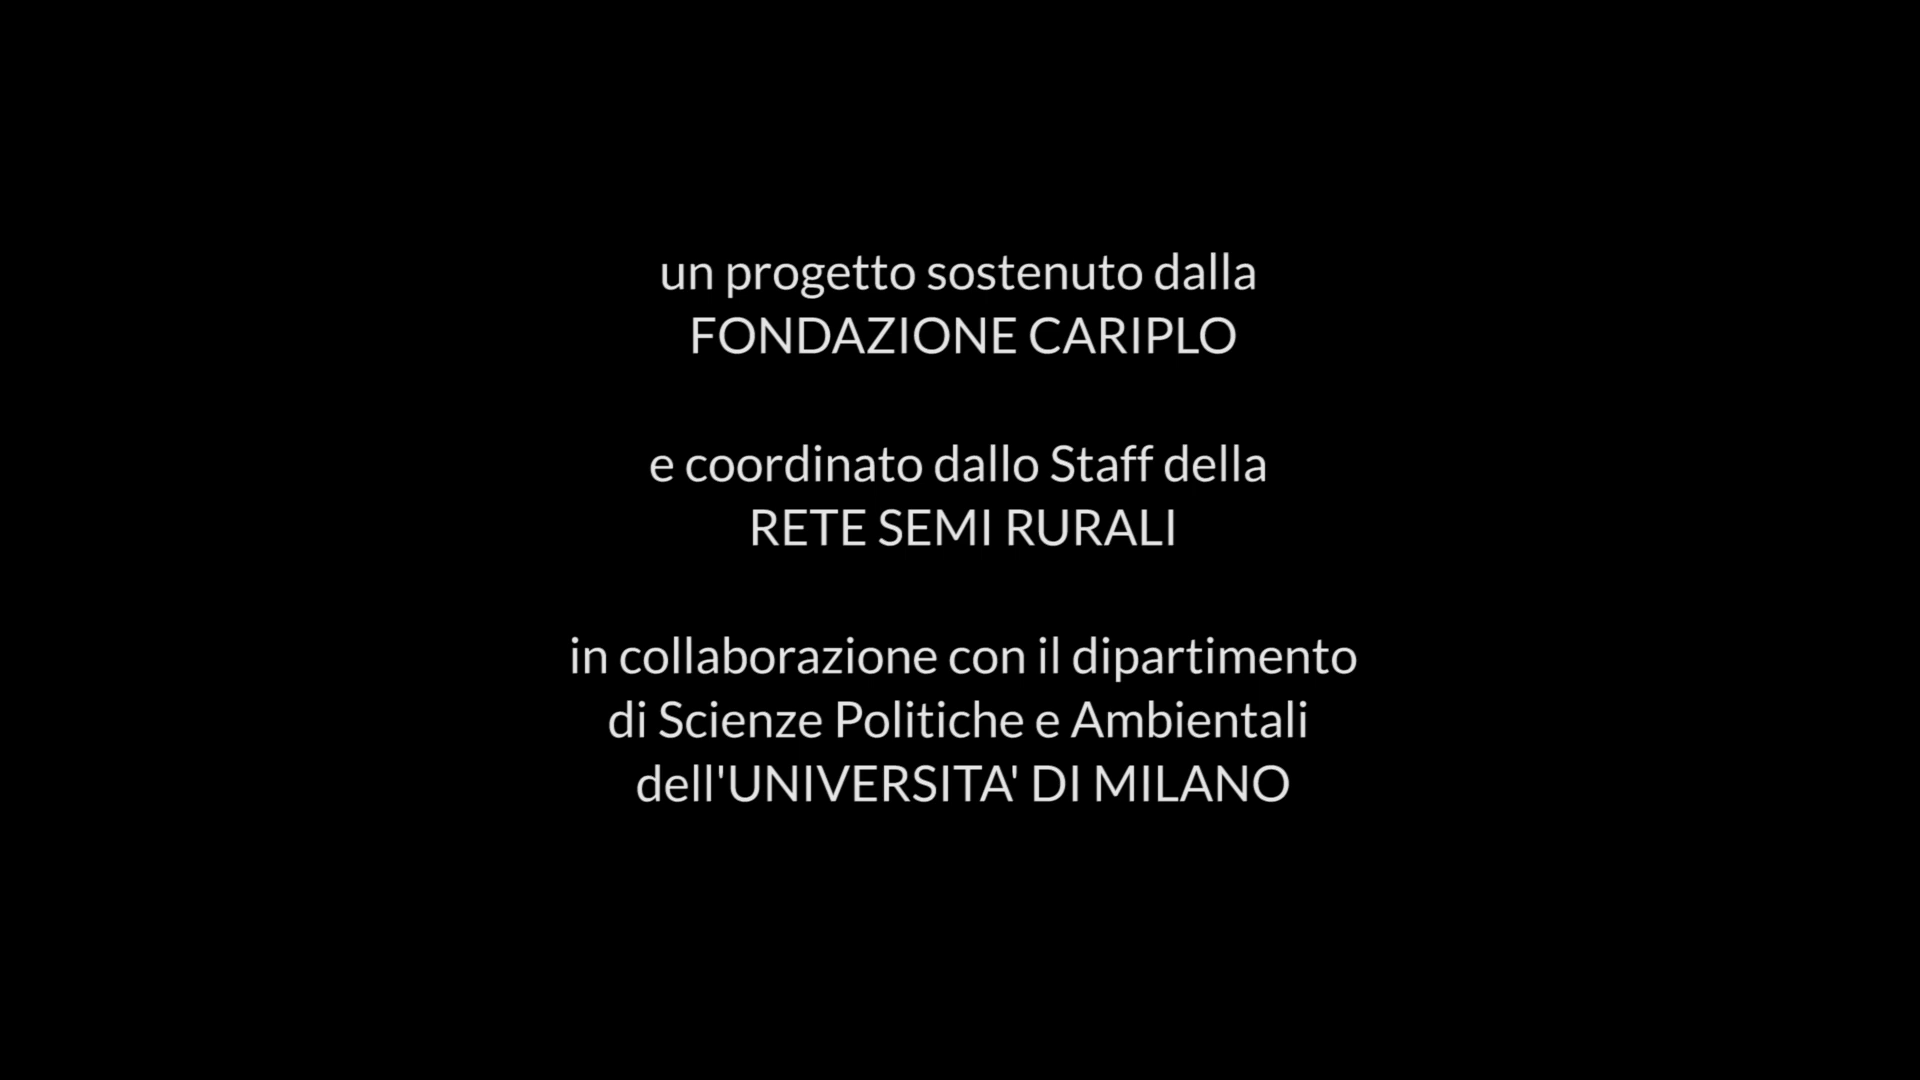 un progetto sostenuto dalla
FONDAZIONE CARIPLO
e coordinato dallo Staff della
RETE SEMI RURALI
in collaborazione con il dipartimento
di Scienze Politiche e Ambientali
dell'UNIVERSITA' DI MILANO